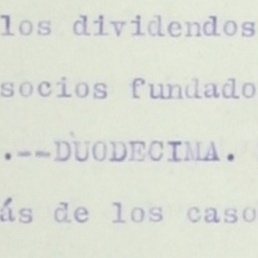 los dividendos
socios fundado
.--DUODECIMA.
ás de los caso